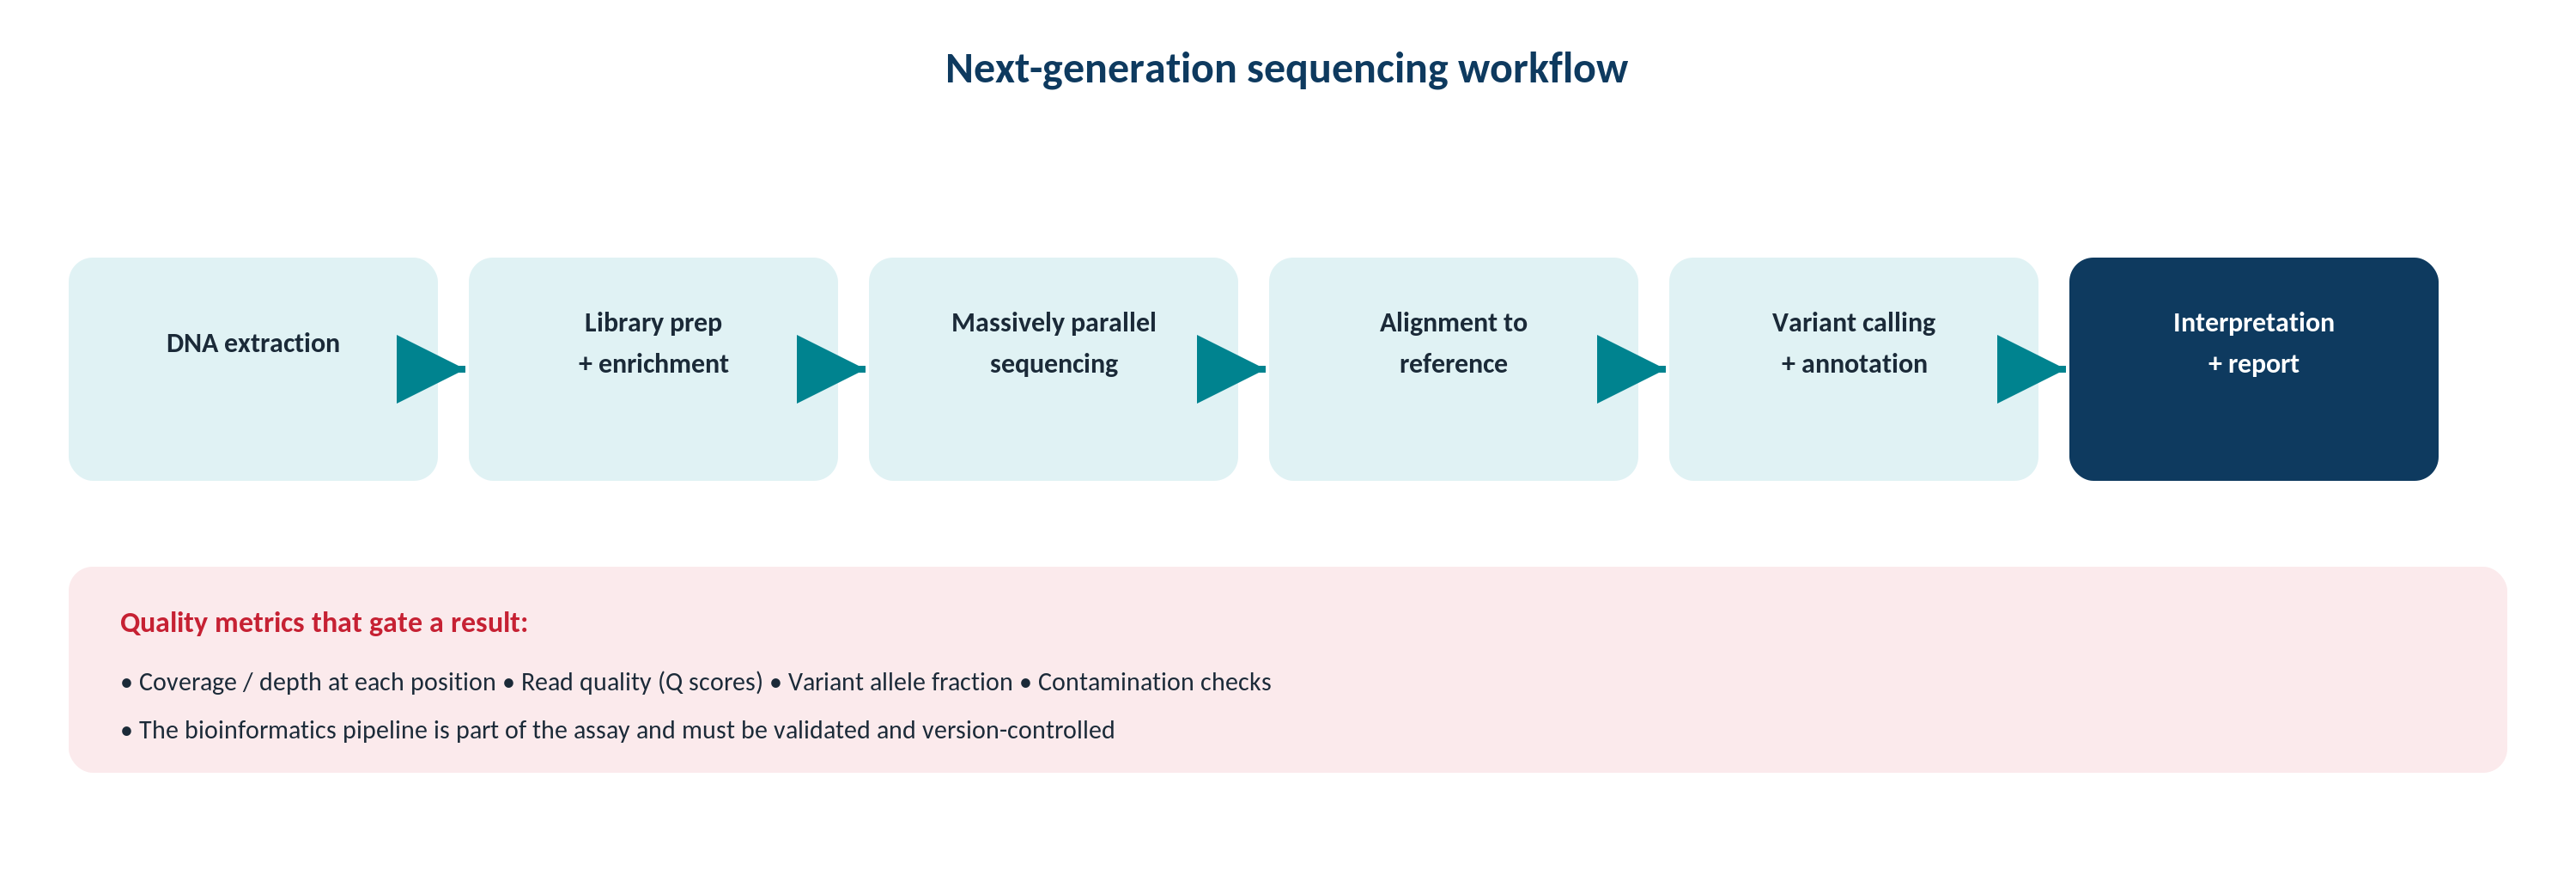 Next-generation sequencing workflow
DNA extraction
Library prep
+ enrichment
Massively parallel
sequencing
Alignment to
reference
Variant calling
+ annotation
Interpretation
+ report
Quality metrics that gate a result:
• Coverage / depth at each position • Read quality (Q scores) • Variant allele fraction • Contamination checks
• The bioinformatics pipeline is part of the assay and must be validated and version-controlled